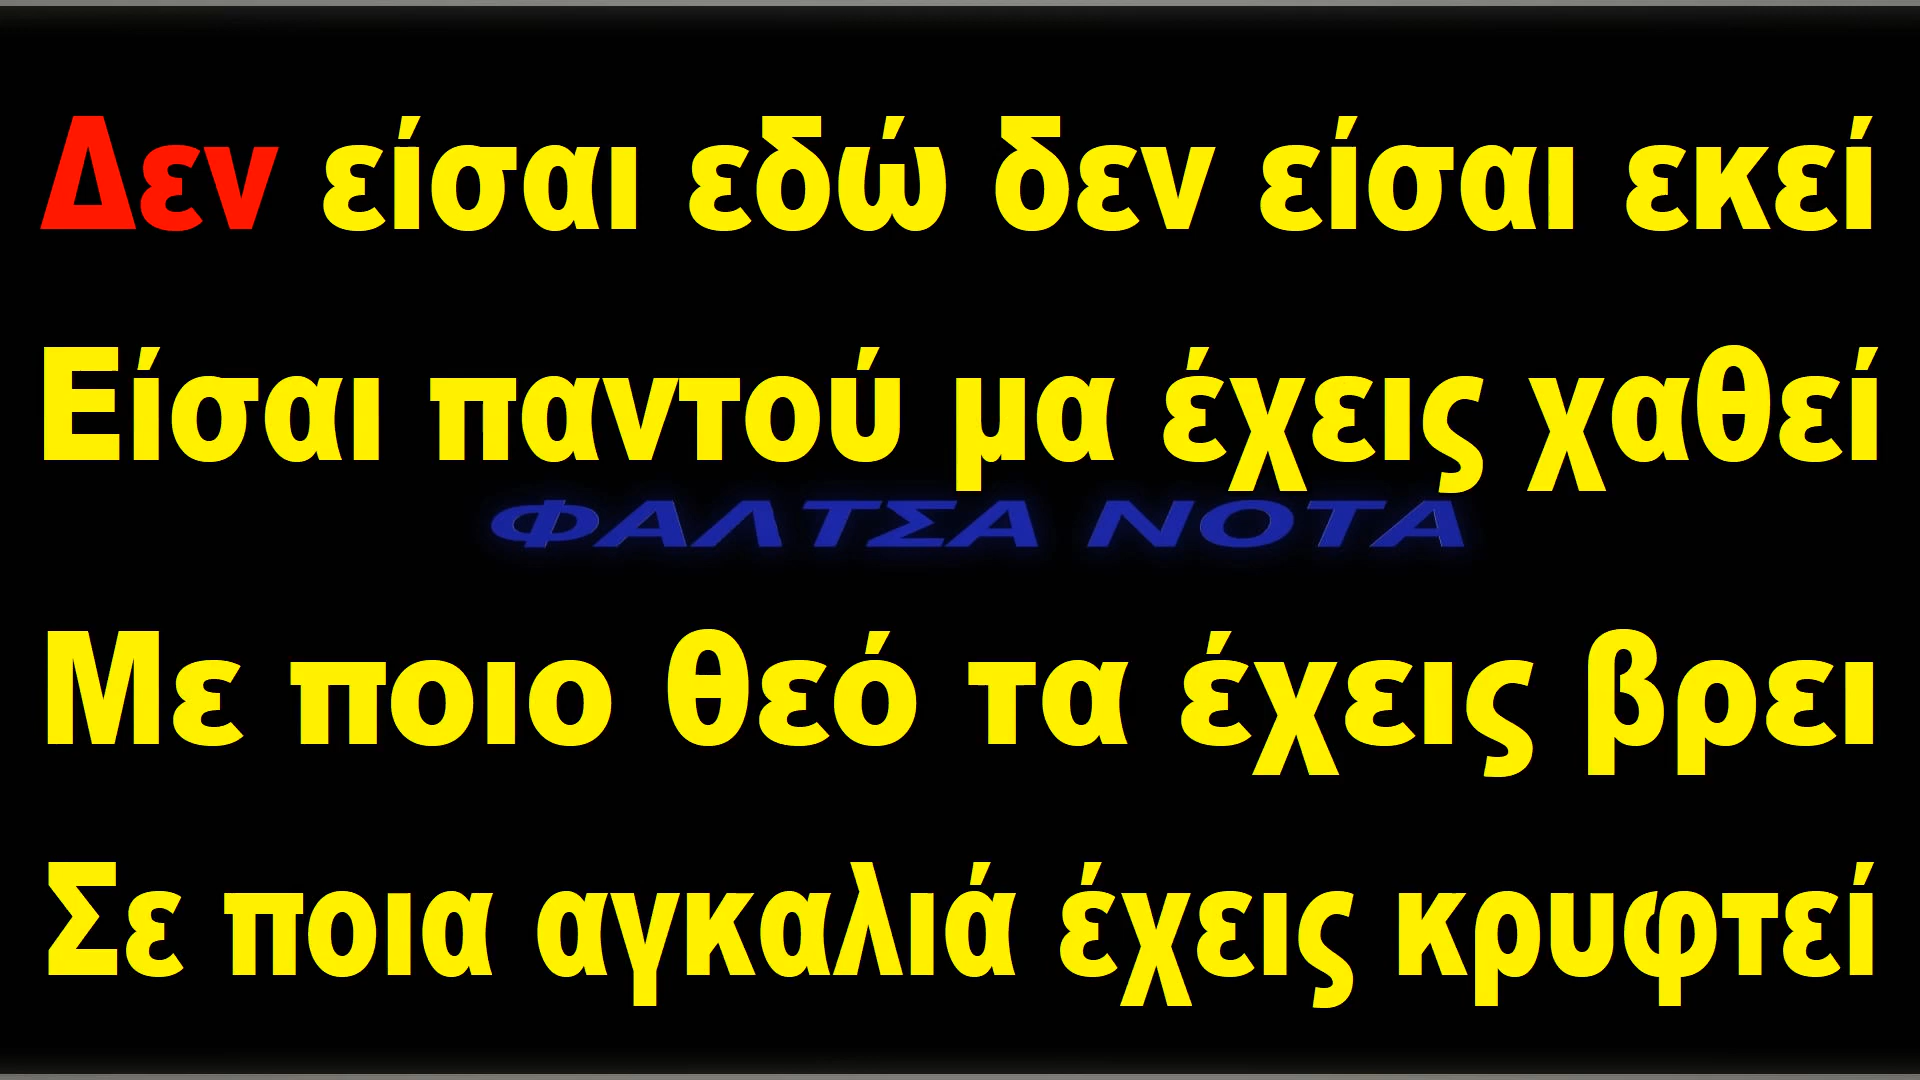 Δεν είσαι εδώ δεν είσαι εκεί
Είσαι παντού μα έχεις χαθεί
ΦΑΛΤΣΑ ΝΟΤΑ
Με ποιο θεό τα έχεις βρει
Σε ποια αγκαλιά έχεις κρυφτεί